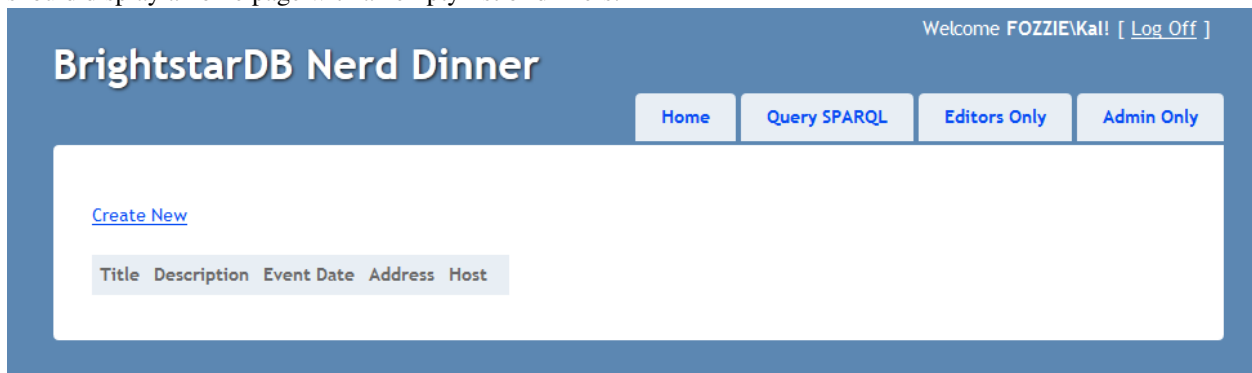 Welcome FOZZIE\Kal! [ Log Off ]
BrightstarDB Nerd Dinner
Home Query SPARQL Editors Only Admin Only
Create New
Title Description Event Date Address Host